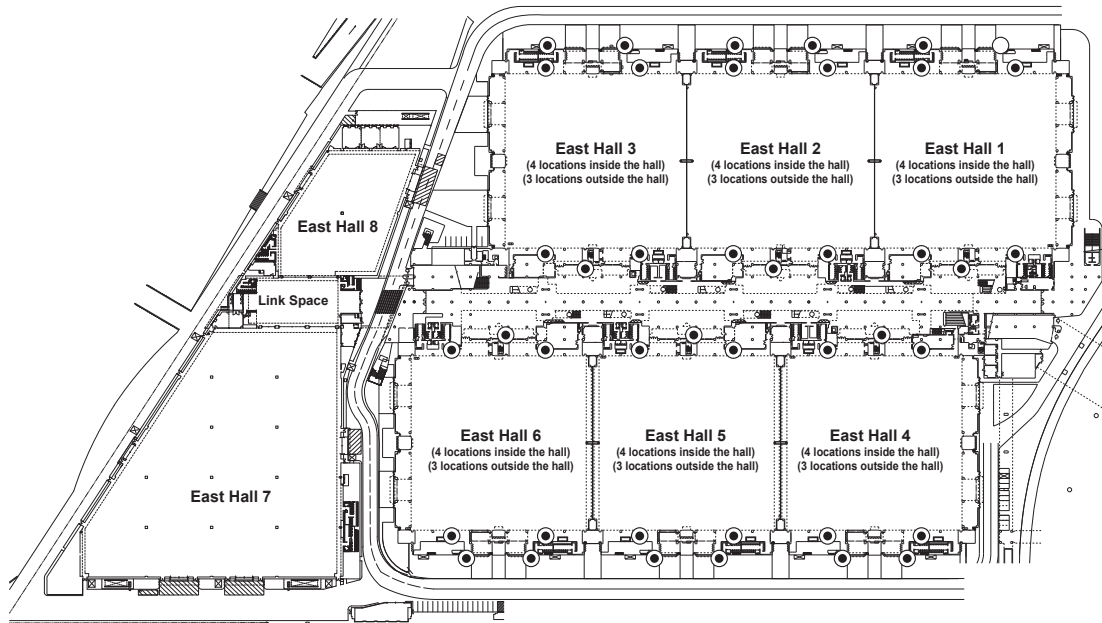 East Hall 3
(4 locations inside the hall)
(3 locations outside the hall)
East Hall 2
(4 locations inside the hall)
(3 locations outside the hall)
East Hall 1
(4 locations inside the hall)
(3 locations outside the hall)
East Hall 8
Link Space
East Hall 6
(4 locations inside the hall)
(3 locations outside the hall)
East Hall 5
(4 locations inside the hall)
(3 locations outside the hall)
East Hall 4
(4 locations inside the hall)
(3 locations outside the hall)
East Hall 7